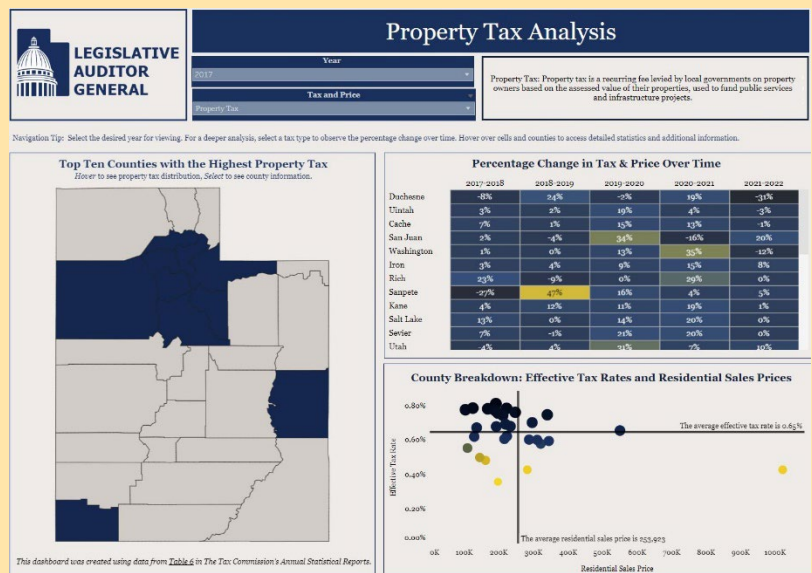 LEGISLATIVE
AUDITOR
GENERAL
Property Tax Analysis
Year
2017
Tax and Price
Property Tax
Property Tax: Property tax is a recurring fee levied by local governments on property
owners based on the assessed value of their properties, used to fund public services
and infrastructure projects.
Navigation Tip: Select the desired year for viewing. For a deeper analysis, select a tax type to observe the percentage change over time. Hover over cells and counties to access detailed statistics and additional information.
Top Ten Counties with the Highest Property Tax
Hover to see property tax distribution, Select to see county information.
This dashboard was created using data from Table 6 in The Tax Commission's Annual Statistical Reports.
Percentage Change in Tax & Price Over Time
2017-2018 2018-2019 2019-2020 2020-2021 2021-2022
Duchesne -8% 24% -2% 19% -31%
Uintah 3% 2% 19% 4% -3%
Cache 7% 1% 15% 13% -1%
San Juan 2% -4% 34% -16% 20%
Washington 1% 0% 13% 35% -12%
Iron 3% 4% 9% 15% 8%
Rich 23% -9% 0% 29% 0%
Sanpete -27% 47% 16% 4% 5%
Kane 4% 12% 11% 19% 1%
Salt Lake 13% 0% 14% 20% 0%
Sevier 7% -1% 21% 20% 0%
Utah -4% 4% 31% 7% 10%
County Breakdown: Effective Tax Rates and Residential Sales Prices
Effective Tax Rate
0.80%
The average effective tax rate is 0.65%
0.60%
0.40%
0.20%
0.00%
The average residential sales price is 253,923
0K 100K 200K 300K 400K 500K 600K 700K 800K 900K 1000K
Residential Sales Price